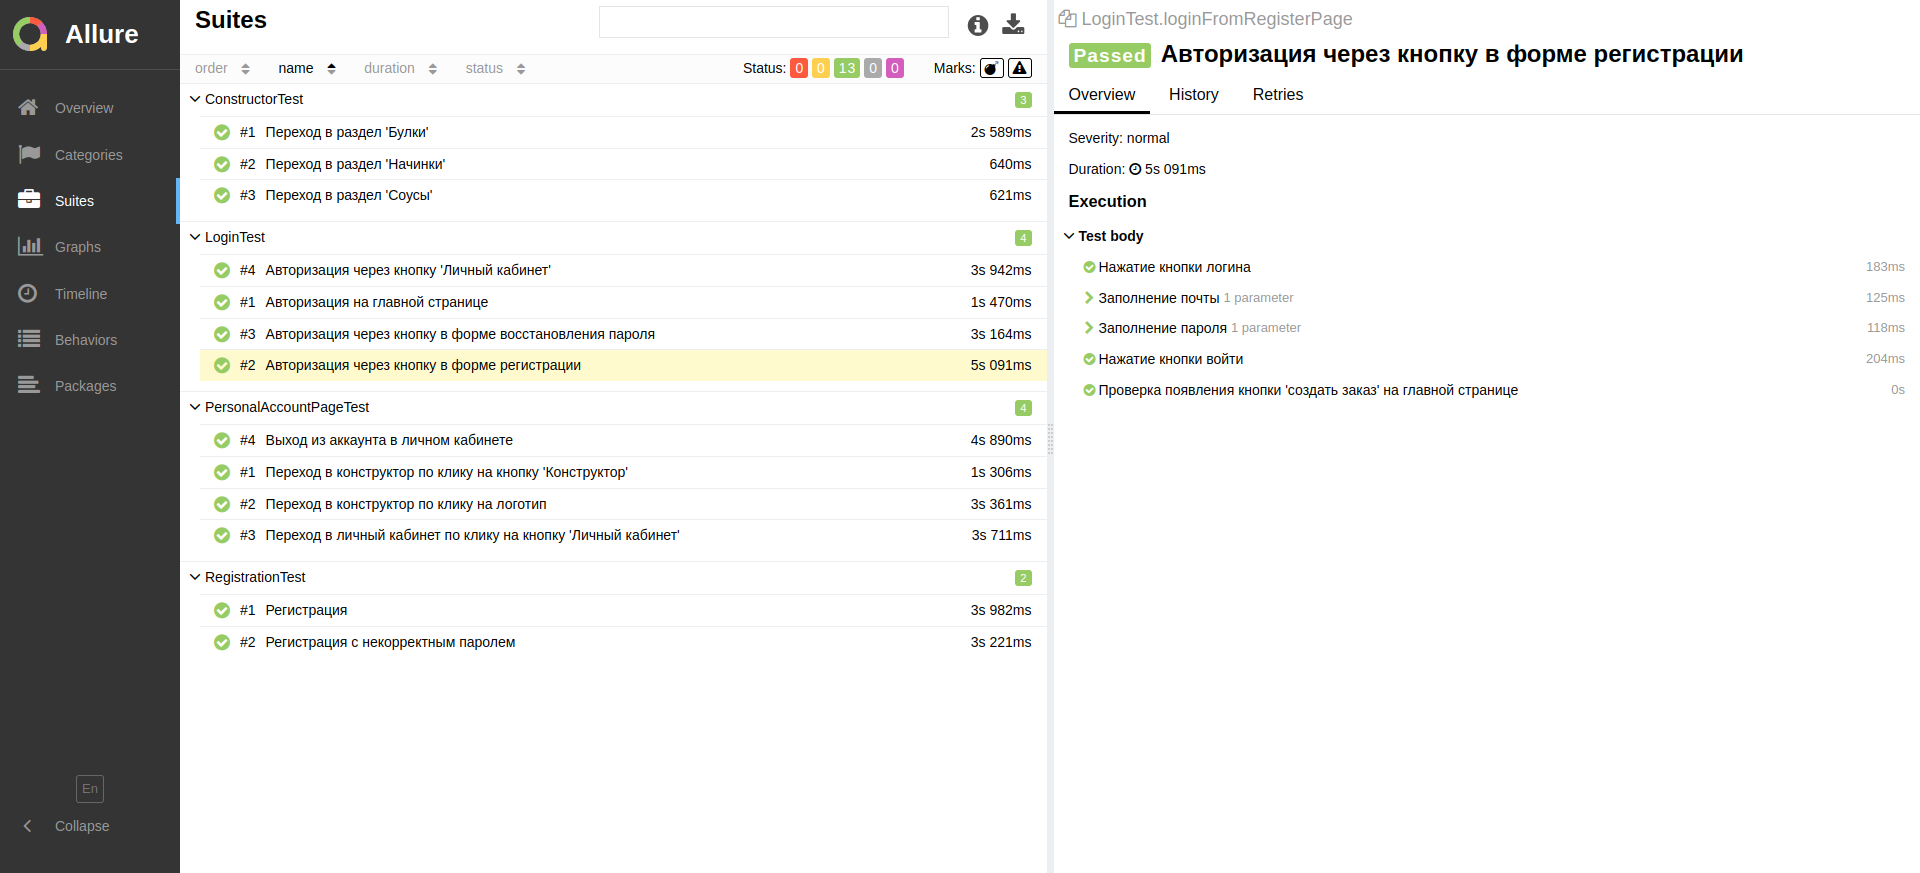 Allure
Overview
Categories
Suites
Graphs
Timeline
Behaviors
Packages
En
Collapse
Suites
order name duration status Status: 0 0 13 0 0 Marks:
ConstructorTest 3
#1 Переход в раздел 'Булки' 2s 589ms
#2 Переход в раздел 'Начинки' 640ms
#3 Переход в раздел 'Соусы' 621ms
LoginTest 4
#4 Авторизация через кнопку 'Личный кабинет' 3s 942ms
#1 Авторизация на главной странице 1s 470ms
#3 Авторизация через кнопку в форме восстановления пароля 3s 164ms
#2 Авторизация через кнопку в форме регистрации 5s 091ms
PersonalAccountPageTest 4
#4 Выход из аккаунта в личном кабинете 4s 890ms
#1 Переход в конструктор по клику на кнопку 'Конструктор' 1s 306ms
#2 Переход в конструктор по клику на логотип 3s 361ms
#3 Переход в личный кабинет по клику на кнопку 'Личный кабинет' 3s 711ms
RegistrationTest 2
#1 Регистрация 3s 982ms
#2 Регистрация с некорректным паролем 3s 221ms
LoginTest.loginFromRegisterPage
Passed Авторизация через кнопку в форме регистрации
Overview History Retries
Severity: normal
Duration: 5s 091ms
Execution
Test body
Нажатие кнопки логина 183ms
Заполнение почты 1 parameter 125ms
Заполнение пароля 1 parameter 118ms
Нажатие кнопки войти 204ms
Проверка появления кнопки 'создать заказ' на главной странице 0s